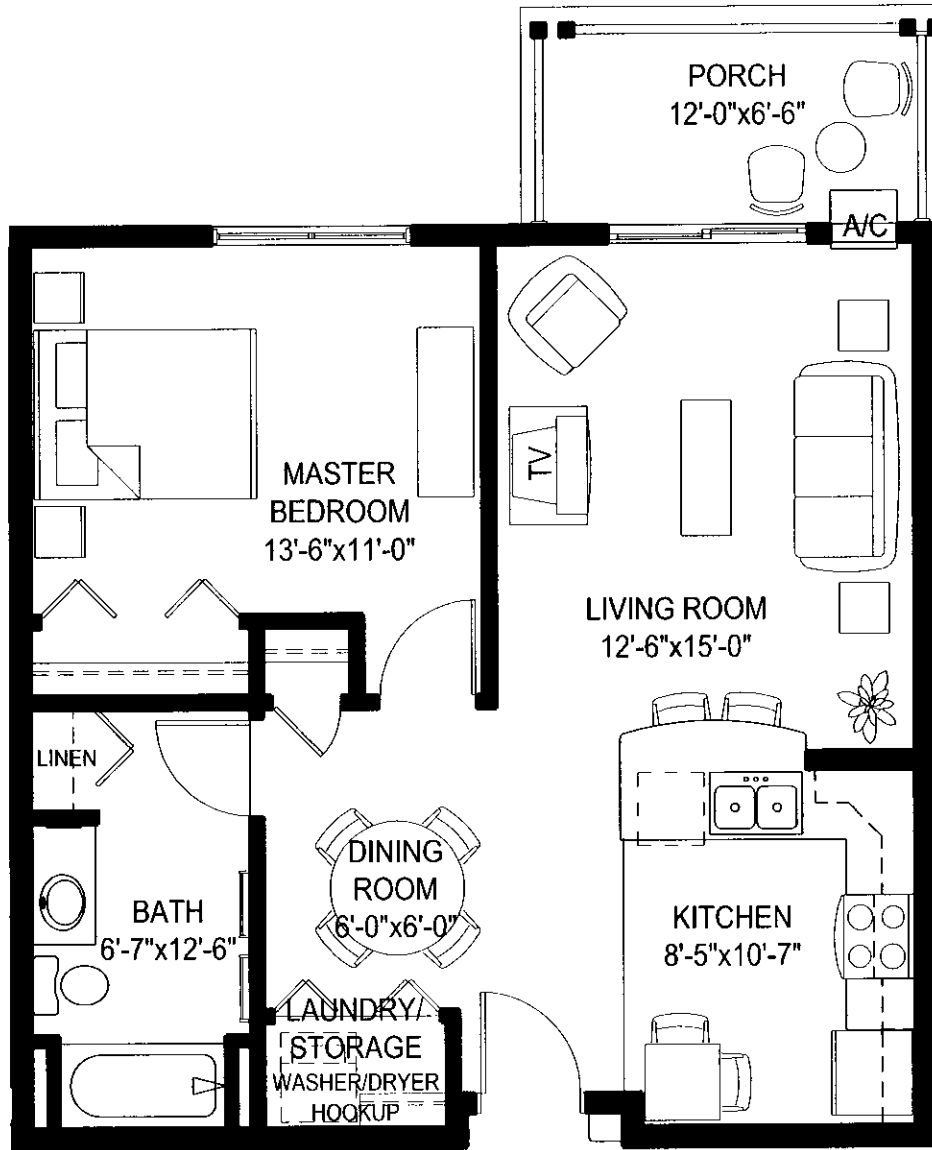 PORCH
12'-0"x6'-6"
A/C
MASTER
BEDROOM
13'-6"x11'-0"
TV
LIVING ROOM
12'-6"x15'-0"
LINEN
BATH
6'-7"x12'-6"
DINING
ROOM
6'-0"x6'-0"
KITCHEN
8'-5"x10'-7"
LAUNDRY/
STORAGE
WASHER/DRYER
HOOKUP